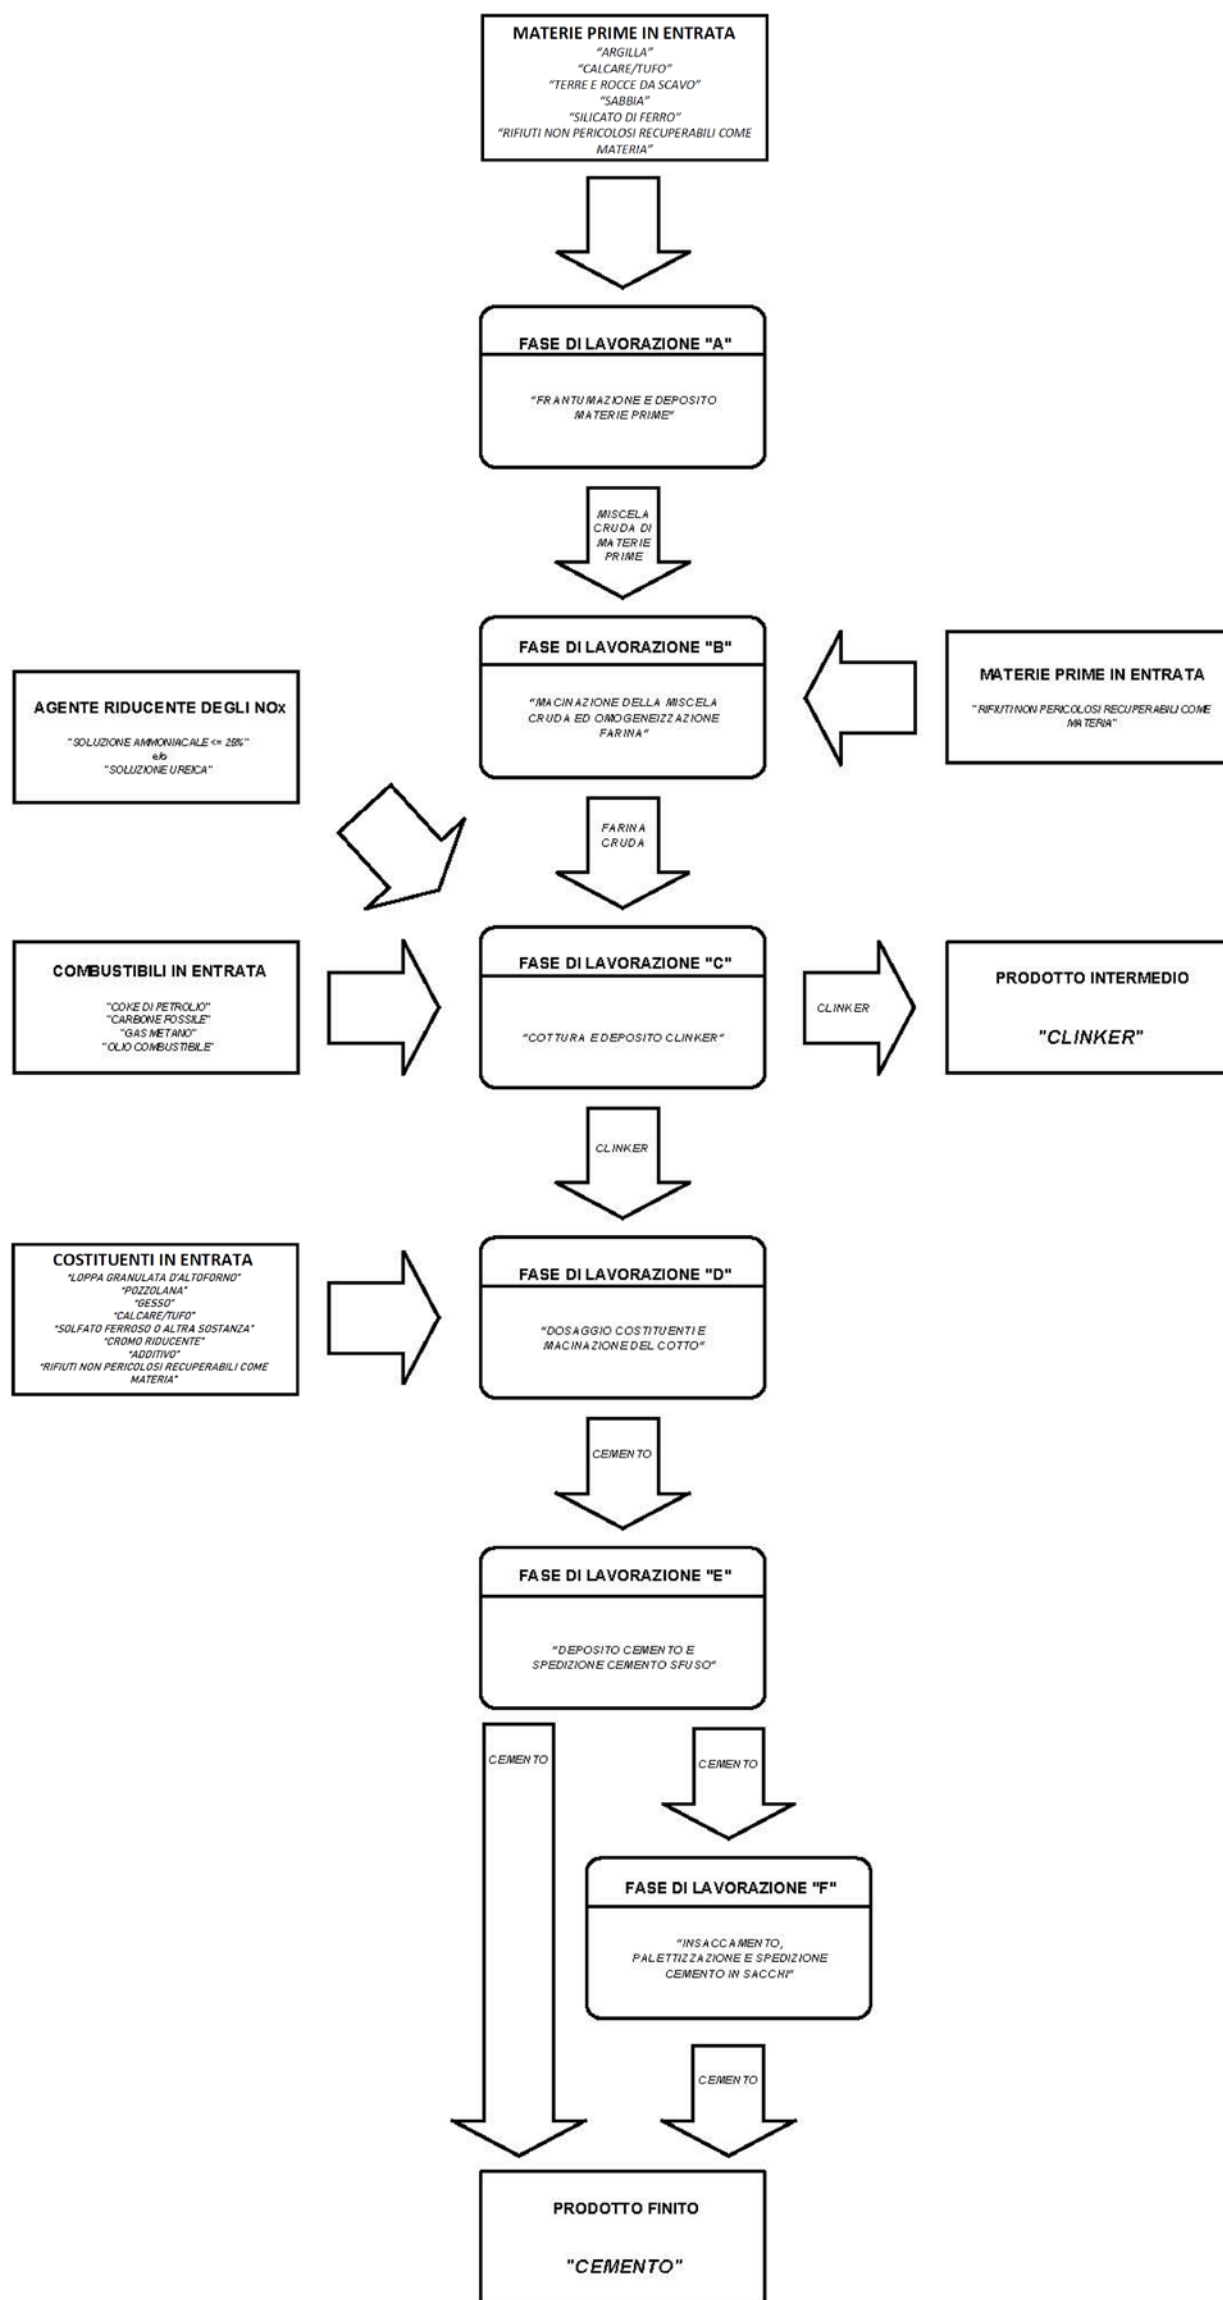 MATERIE PRIME IN ENTRATA
"ARGILLA"
"CALCARE/TUFO"
"TERRE E ROCCE DA SCAVO"
"SABBIA"
"SILICATO DI FERRO"
"RIFIUTI NON PERICOLOSI RECUPERABILI COME
MATERIA"
FASE DI LAVORAZIONE "A"
"FRANTUMAZIONE E DEPOSITO
MATERIE PRIME"
MISCELA
CRUDA DI
MATERIE
PRIME
FASE DI LAVORAZIONE "B"
"MACINAZIONE DELLA MISCELA
CRUDA ED OMOGENEIZZAZIONE
FARINA"
MATERIE PRIME IN ENTRATA
"RIFIUTI NON PERICOLOSI RECUPERABILI COME
MATERIA"
AGENTE RIDUCENTE DEGLI NOx
"SOLUZIONE AMMONIACALE <= 25%"
e/o
"SOLUZIONE UREICA"
FARINA
CRUDA
COMBUSTIBILI IN ENTRATA
"COKE DI PETROLIO"
"CARBONE FOSSILE"
"GAS METANO"
"OLIO COMBUSTIBILE"
FASE DI LAVORAZIONE "C"
"COTTURA E DEPOSITO CLINKER"
CLINKER
PRODOTTO INTERMEDIO
"CLINKER"
CLINKER
COSTITUENTI IN ENTRATA
"LOPPA GRANULATA D'ALTOFORNO"
"POZZOLANA"
"GESSO"
"CALCARE/TUFO"
"SOLFATO FERROSO O ALTRA SOSTANZA"
"CROMO RIDUCENTE"
"ADDITIVO"
"RIFIUTI NON PERICOLOSI RECUPERABILI COME
MATERIA"
FASE DI LAVORAZIONE "D"
"DOSAGGIO COSTITUENTI E
MACINAZIONE DEL COTTO"
CEMENTO
FASE DI LAVORAZIONE "E"
"DEPOSITO CEMENTO E
SPEDIZIONE CEMENTO SFUSO"
CEMENTO
CEMENTO
FASE DI LAVORAZIONE "F"
"INSACCAMENTO,
PALETTIZZAZIONE E SPEDIZIONE
CEMENTO IN SACCHI"
CEMENTO
PRODOTTO FINITO
"CEMENTO"